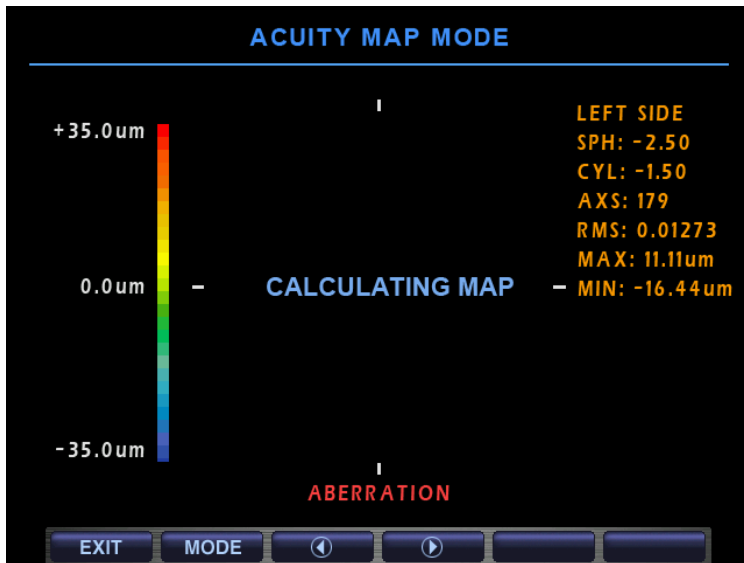 ACUITY MAP MODE
+35.0um
0.0um
-35.0um
CALCULATING MAP
LEFT SIDE
SPH: -2.50
CYL: -1.50
AXS: 179
RMS: 0.01273
MAX: 11.11um
MIN: -16.44um
ABERRATION
EXIT
MODE